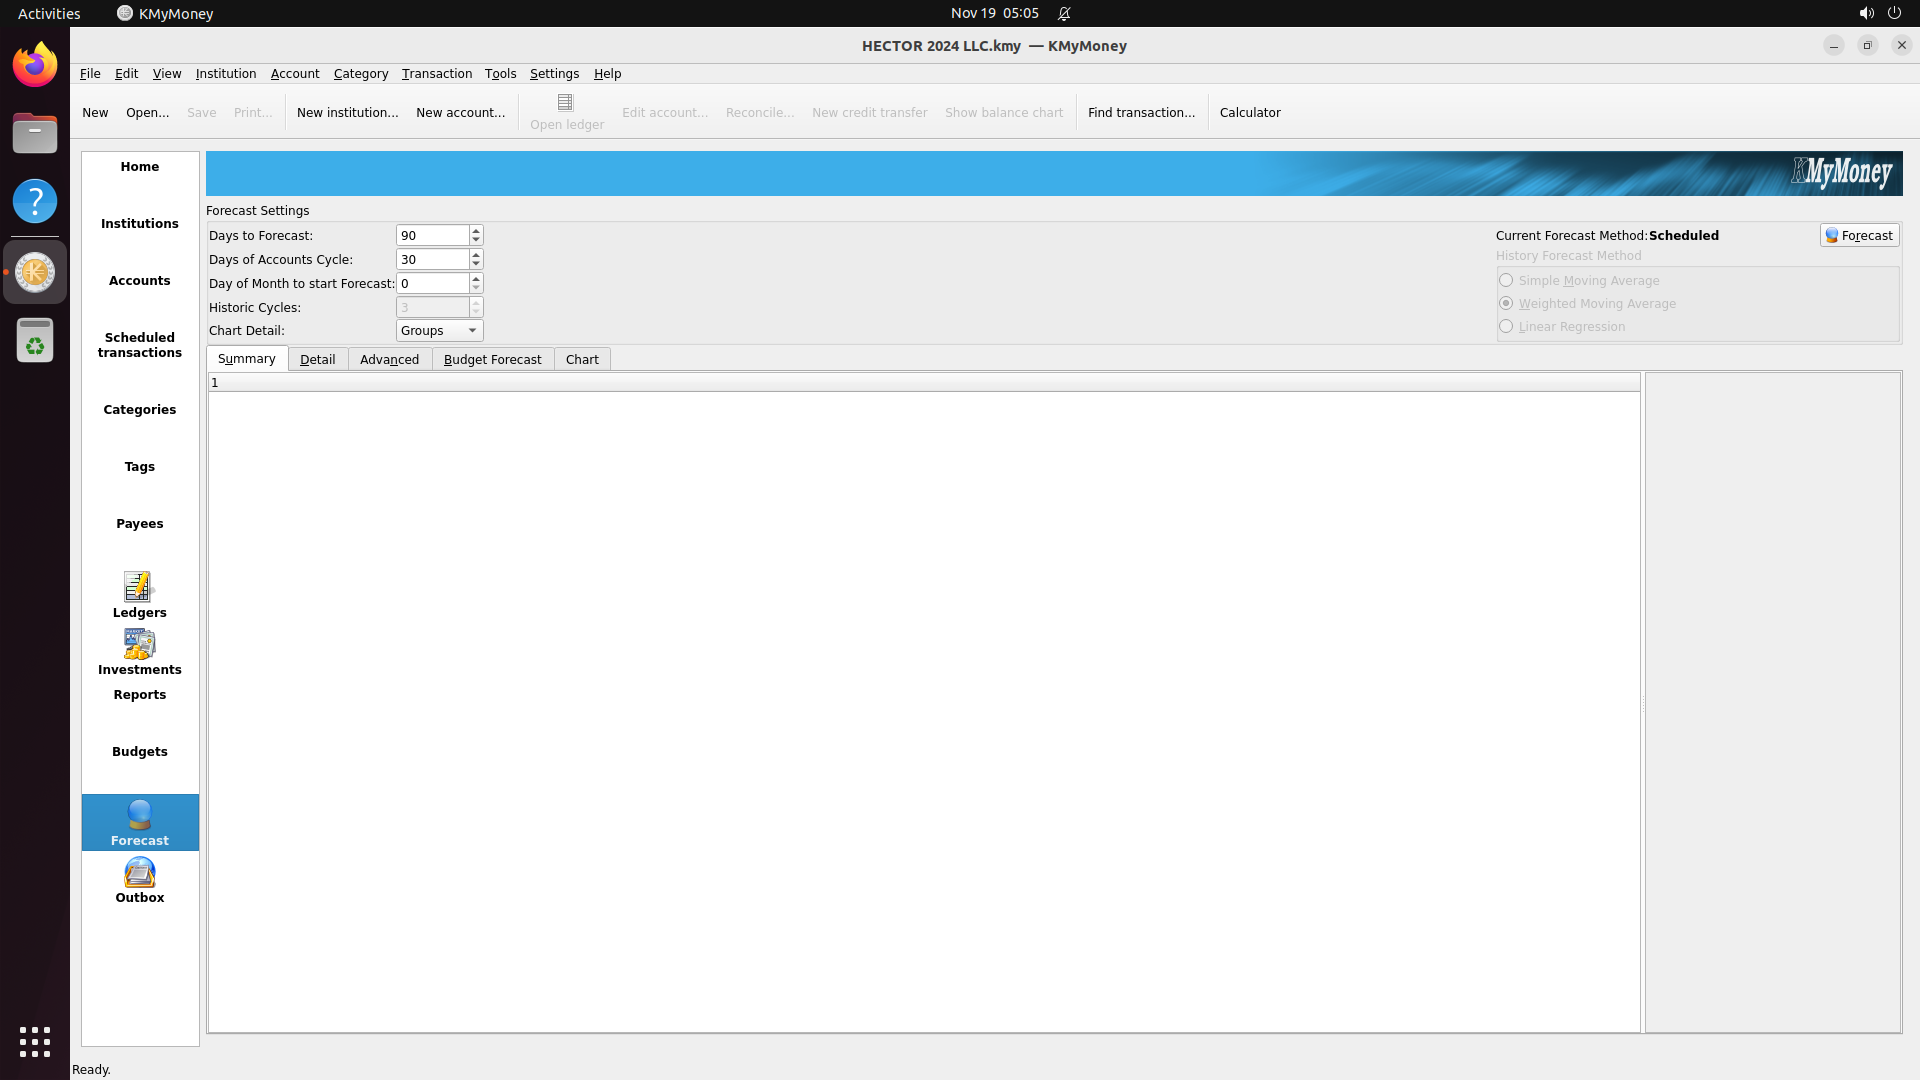 Activities
KMyMoney
Nov 19 05:05
HECTOR 2024 LLC.kmy — KMyMoney
File Edit View Institution Account Category Transaction Tools Settings Help
New Open... Save Print... New institution... New account... Open ledger Edit account... Reconcile... New credit transfer Show balance chart Find transaction... Calculator
Home
Institutions
Accounts
Scheduled
transactions
Categories
Tags
Payees
Ledgers
Investments
Reports
Budgets
Forecast
Outbox
KMyMoney
Forecast Settings
Days to Forecast: 90
Days of Accounts Cycle: 30
Day of Month to start Forecast: 0
Historic Cycles: 3
Chart Detail: Groups
Current Forecast Method: Scheduled
Forecast
History Forecast Method
Simple Moving Average
Weighted Moving Average
Linear Regression
Summary Detail Advanced Budget Forecast Chart
1
Ready.